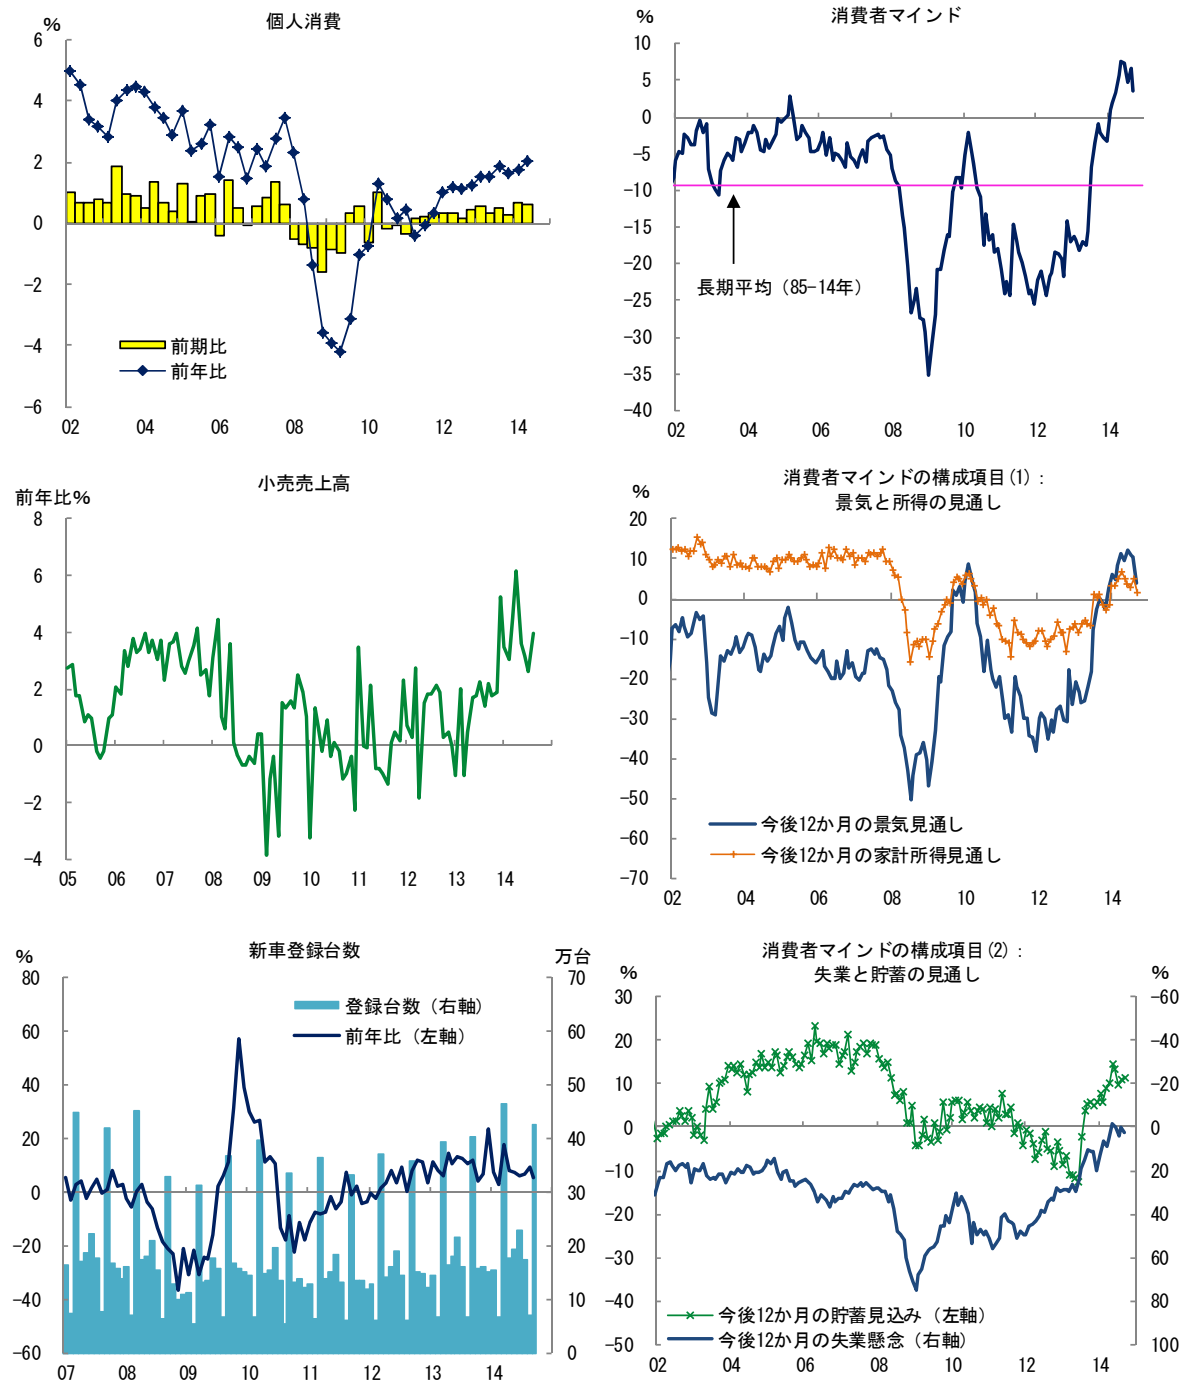 個人消費
%
6
4
2
0
−2
−4
−6
前期比
前年比
02 04 06 08 10 12 14
消費者マインド
%
10
5
0
−5
−10
−15
−20
−25
−30
−35
−40
長期平均（85-14年）
02 04 06 08 10 12 14
小売売上高
前年比%
8
6
4
2
0
−2
−4
05 06 07 08 09 10 11 12 13 14
消費者マインドの構成項目(1)：
景気と所得の見通し
%
20
10
0
−10
−20
−30
−40
−50
−60
−70
今後12か月の景気見通し
今後12か月の家計所得見通し
02 04 06 08 10 12 14
新車登録台数
% 万台
80 70
60 60
40 50
20 40
0 30
−20 20
−40 10
−60 0
登録台数（右軸）
前年比（左軸）
07 08 09 10 11 12 13 14
消費者マインドの構成項目(2)：
失業と貯蓄の見通し
% %
30 −60
20 −40
10 −20
0 0
−10 20
−20 40
−30 60
−40 80
−50 100
今後12か月の貯蓄見込み（左軸）
今後12か月の失業懸念（右軸）
02 04 06 08 10 12 14